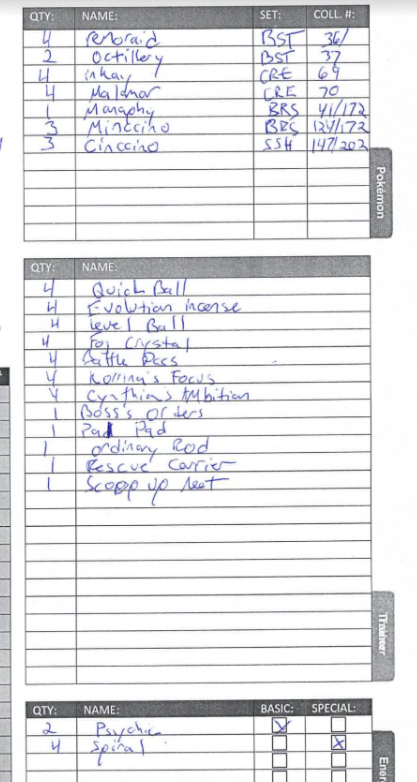 QTY: NAME: SET: COLL. #:
4 Remoraid BST 36/
2 Octillery BST 37
4 inkay CRE 69
4 Malamar CRE 70
1 Manaphy BRS 41/172
3 Minccino BRS 124/172
3 Cinccino SSH 147/202
Pokémon
QTY: NAME:
4 Quick Ball
4 Evolution incense
4 level Ball
4 Fog Crystal
4 Battle Pass
4 Korrina's Focus
4 Cynthia's Ambition
1 Boss's Orders
1 Pal Pad
1 ordinary Rod
1 Rescue Carrier
1 Scoop up Net
Trainer
QTY: NAME: BASIC: SPECIAL:
2 Psychic X
4 Spiral X
Ener